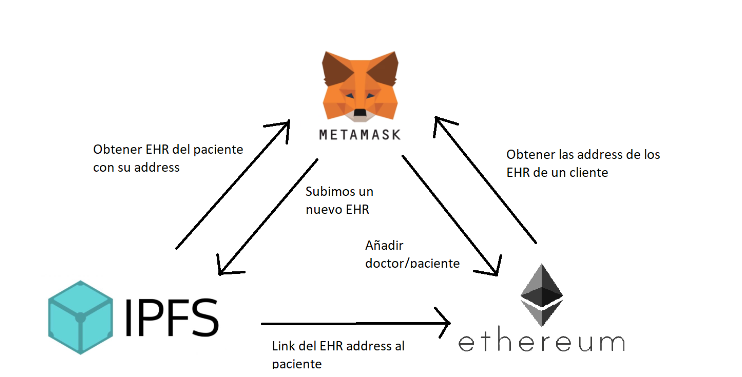 METAMASK
Obtener EHR del paciente
con su address
Obtener las address de los
EHR de un cliente
Subimos un
nuevo EHR
Añadir
doctor/paciente
IPFS
ethereum
Link del EHR address al
paciente